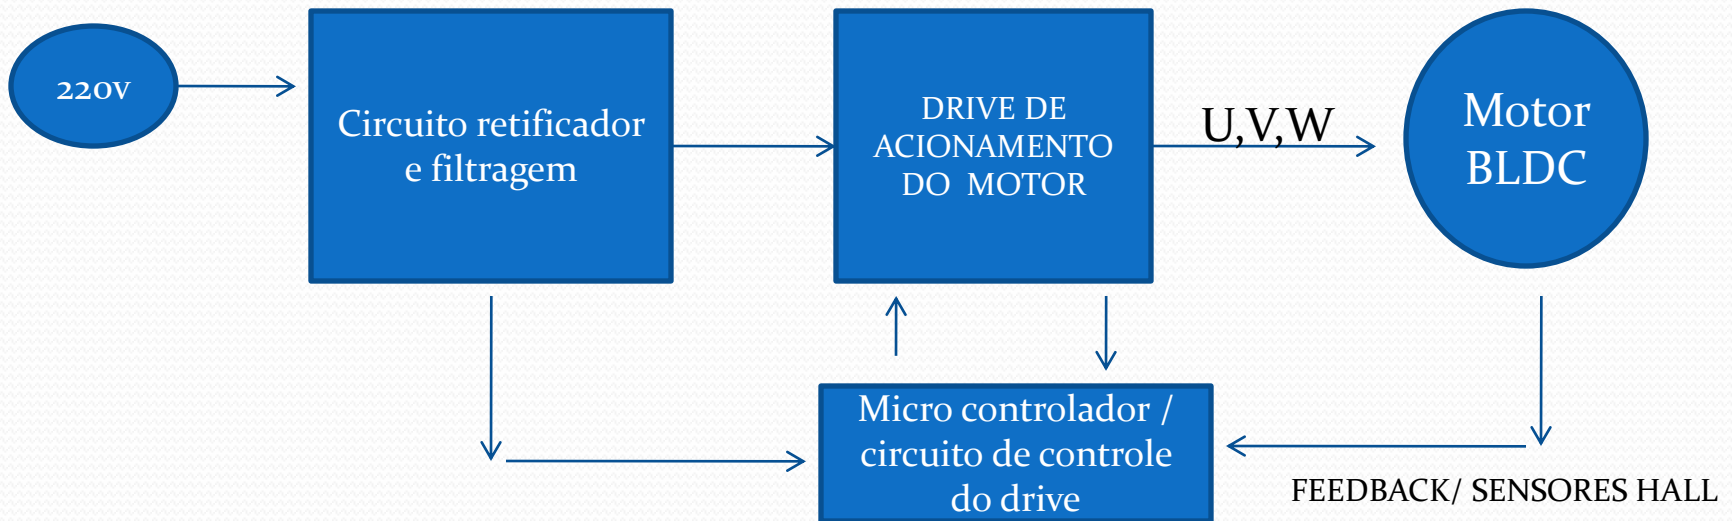 220v
Circuito retificador
e filtragem
DRIVE DE
ACIONAMENTO
DO MOTOR
U,V,W
Motor
BLDC
Micro controlador /
circuito de controle
do drive
FEEDBACK/ SENSORES HALL